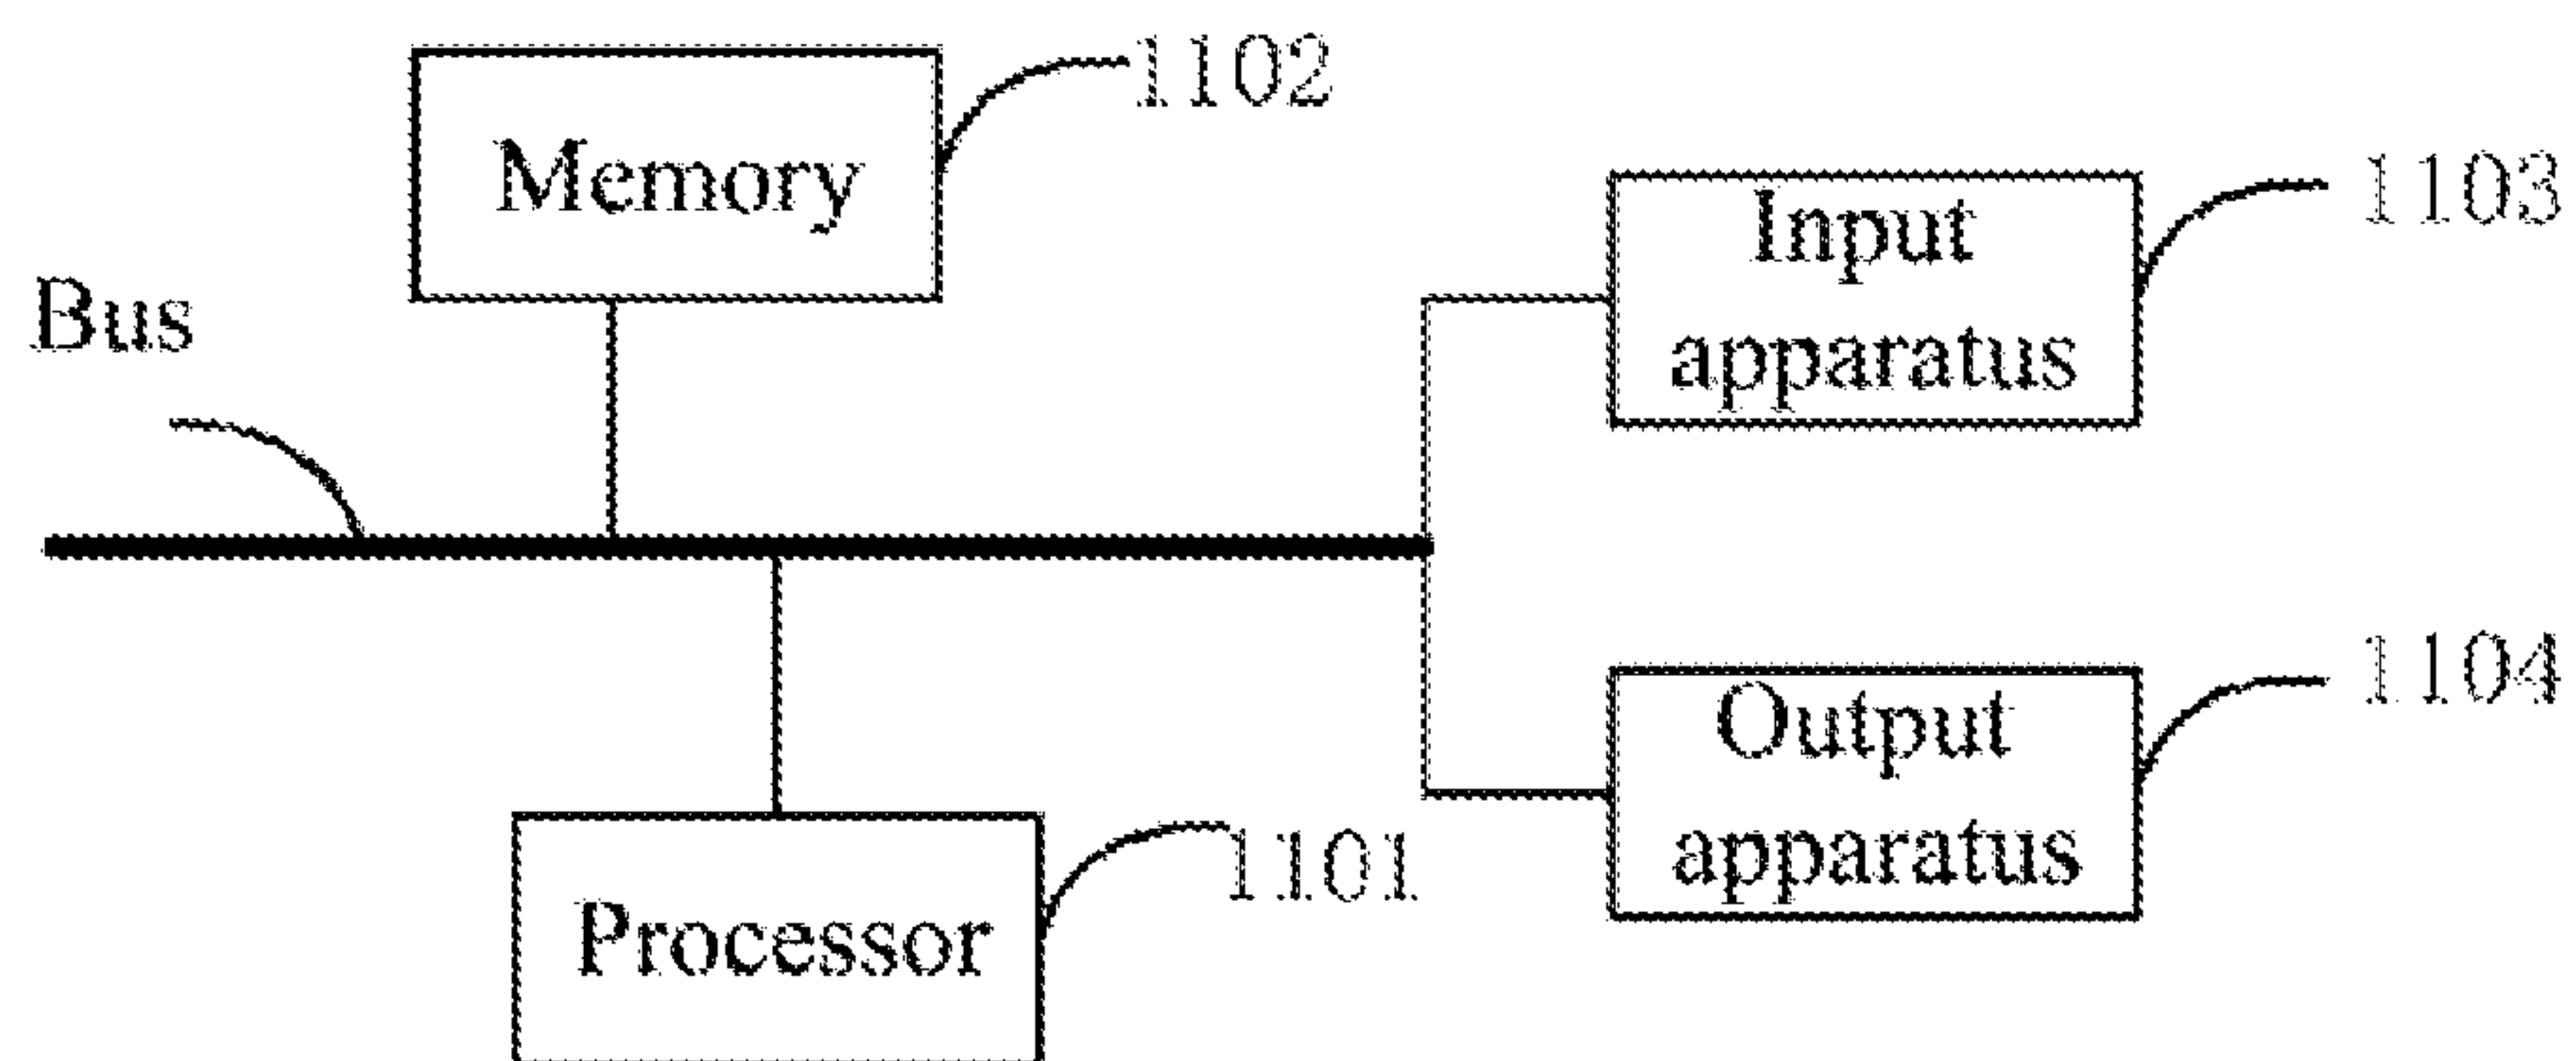 1102
Memory
1103
Input
apparatus
Bus
1104
Output
apparatus
1101
Processor